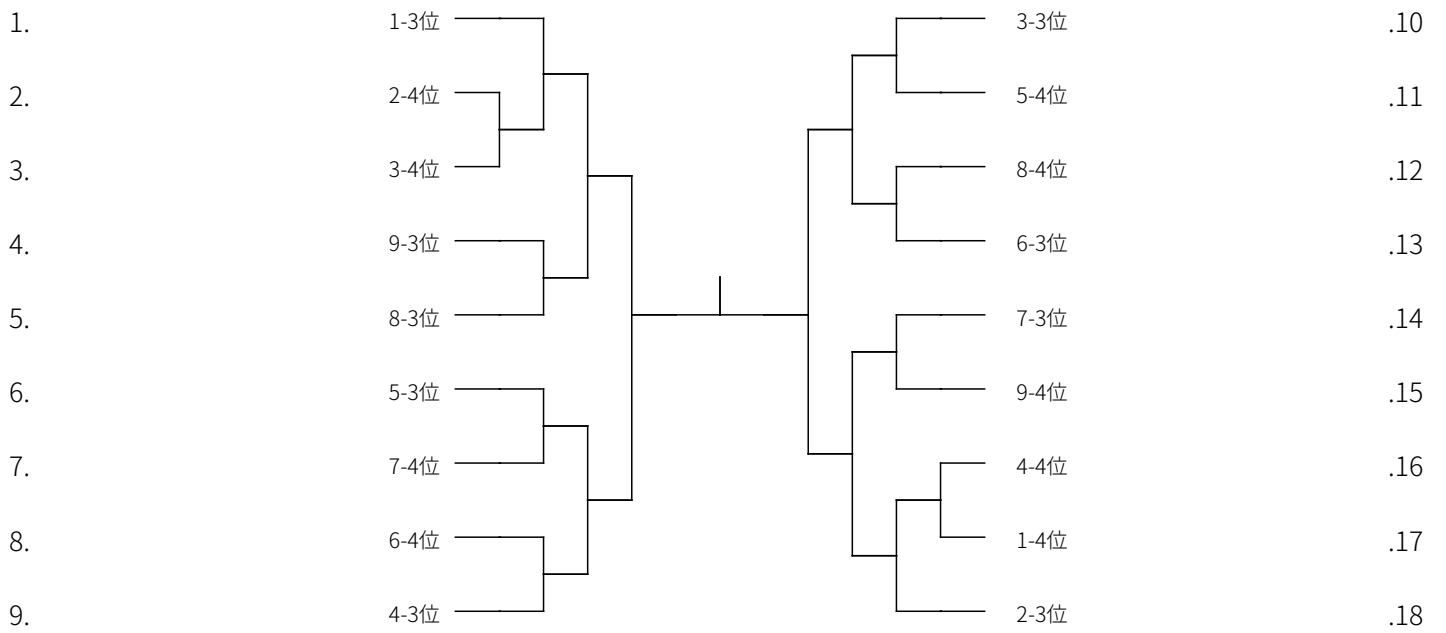 1. 1-3位 3-3位 .10
2. 2-4位 5-4位 .11
3. 3-4位 8-4位 .12
4. 9-3位 6-3位 .13
5. 8-3位 7-3位 .14
6. 5-3位 9-4位 .15
7. 7-4位 4-4位 .16
8. 6-4位 1-4位 .17
9. 4-3位 2-3位 .18